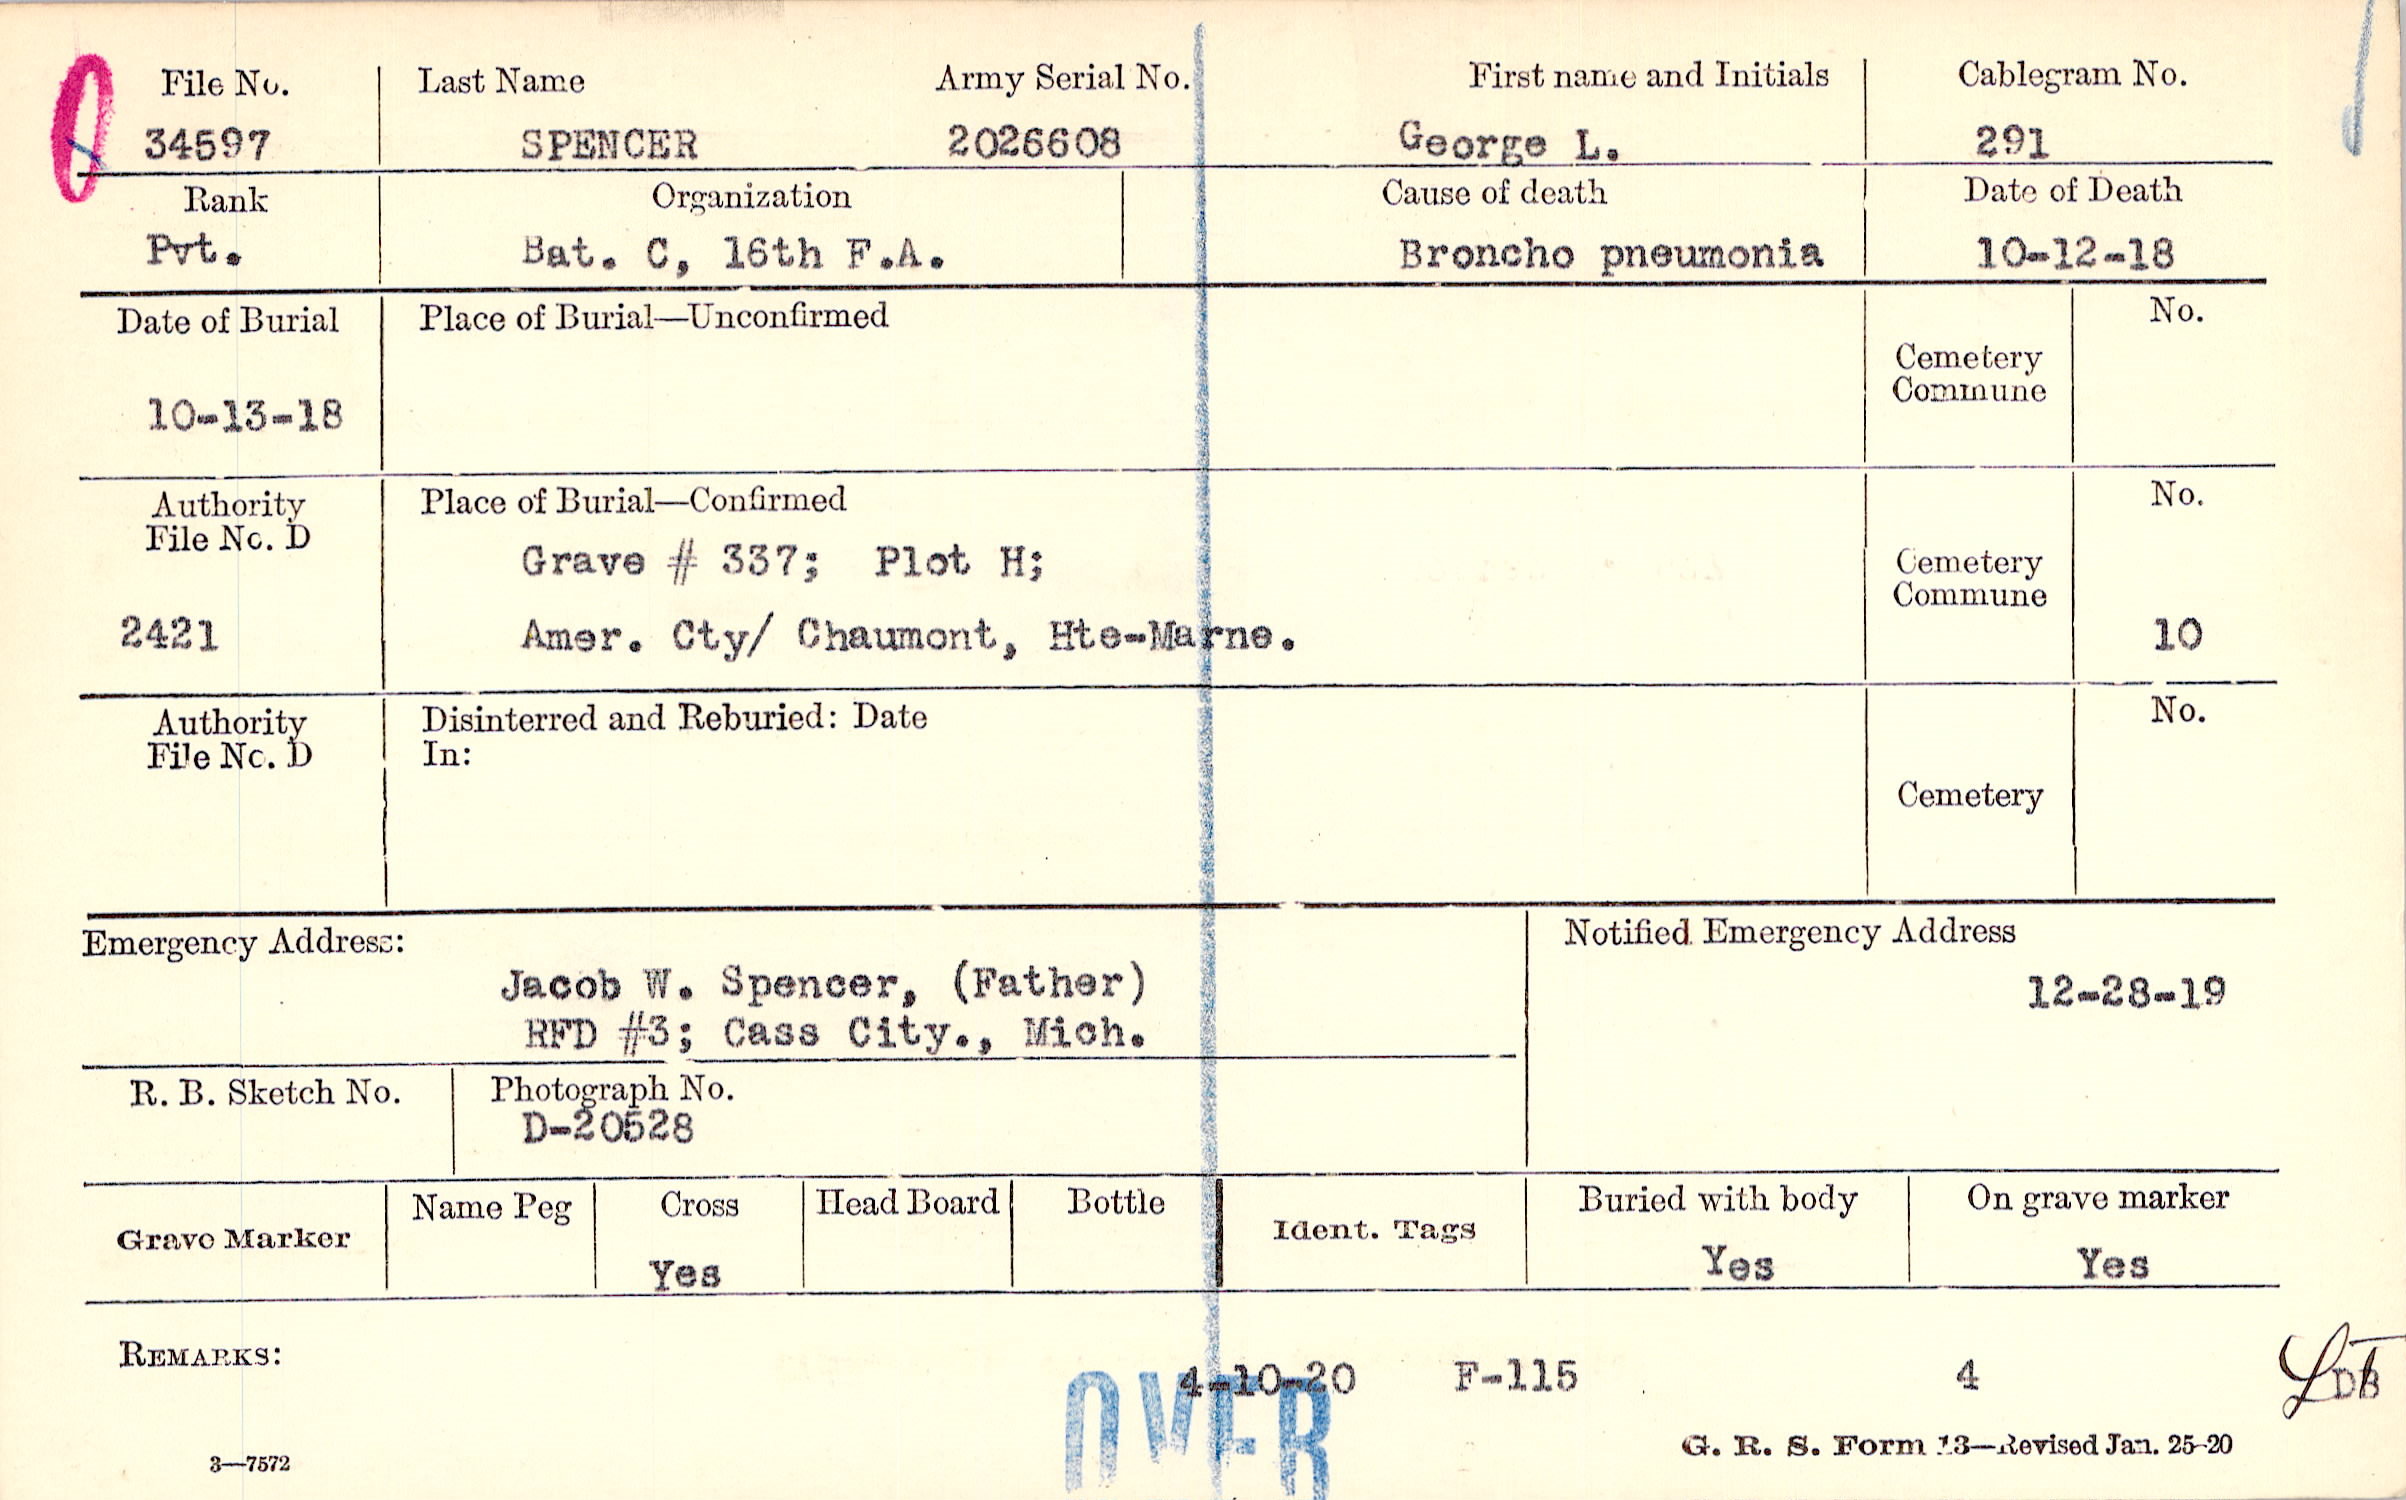 File No. Last Name Army Serial No. First name and Initials Cablegram No.
34597 SPENCER 2026608 George L. 291
Rank Organization Cause of death Date of Death
Pvt. Bat. C, 16th F.A. Broncho pneumonia 10-12-18
Date of Burial Place of Burial—Unconfirmed No.
Cemetery
Commune
10-13-18
Authority Place of Burial—Confirmed No.
File No. D
Grave # 337; Plot H; Cemetery
Commune
2421 Amer. Cty/ Chaumont, Hte-Marne. 10
Authority Disinterred and Reburied: Date No.
File No. D In:
Cemetery
Emergency Address: Notified Emergency Address
Jacob W. Spencer, (Father) 12-28-19
RFD #3; Cass City., Mich.
R. B. Sketch No. Photograph No.
D-20528
Grave Marker Name Peg Cross Head Board Bottle Ident. Tags Buried with body On grave marker
Yes Yes Yes
REMARKS: 4-10-20 F-115 4 DB
OVER
3—7572 G. R. S. Form 13—Revised Jan. 25-20